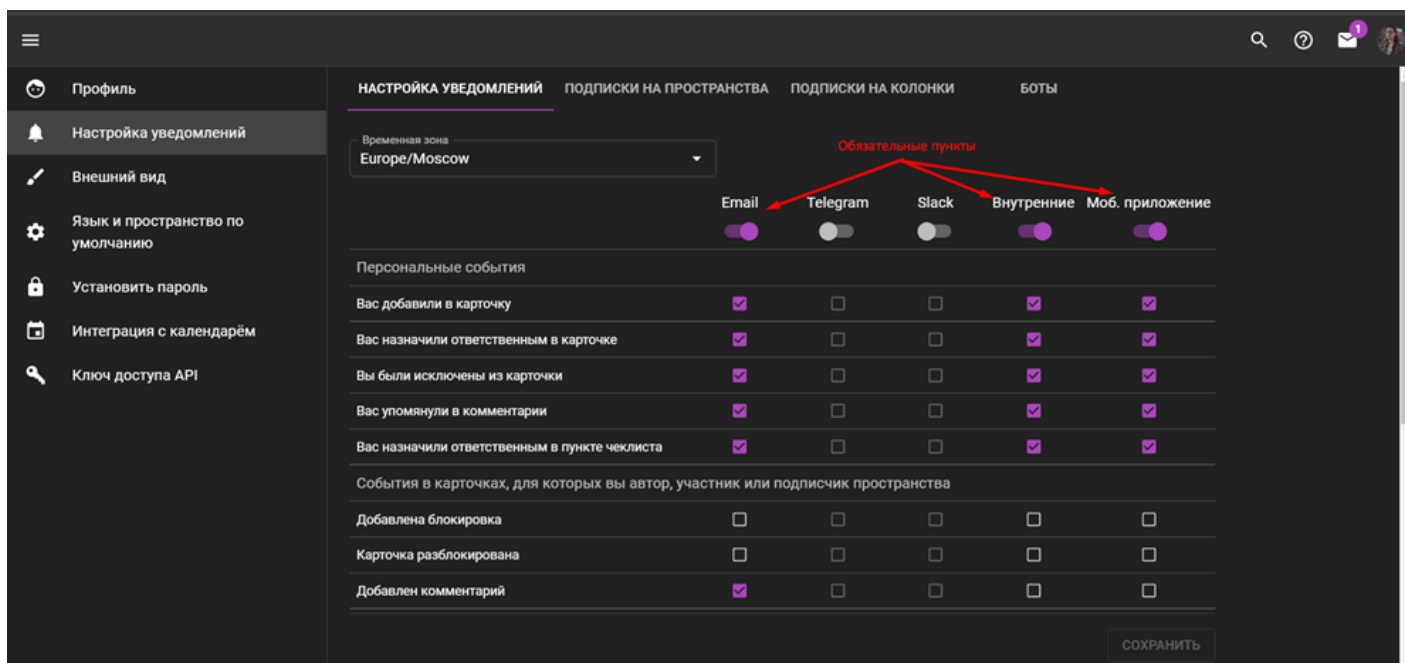 1
Профиль
Настройка уведомлений
Внешний вид
Язык и пространство по
умолчанию
Установить пароль
Интеграция с календарём
Ключ доступа API
НАСТРОЙКА УВЕДОМЛЕНИЙ ПОДПИСКИ НА ПРОСТРАНСТВА ПОДПИСКИ НА КОЛОНКИ БОТЫ
Временная зона
Europe/Moscow
Обязательные пункты
Email Telegram Slack Внутренние Моб. приложение
Персональные события
Вас добавили в карточку
Вас назначили ответственным в карточке
Вы были исключены из карточки
Вас упомянули в комментарии
Вас назначили ответственным в пункте чеклиста
События в карточках, для которых вы автор, участник или подписчик пространства
Добавлена блокировка
Карточка разблокирована
Добавлен комментарий
СОХРАНИТЬ